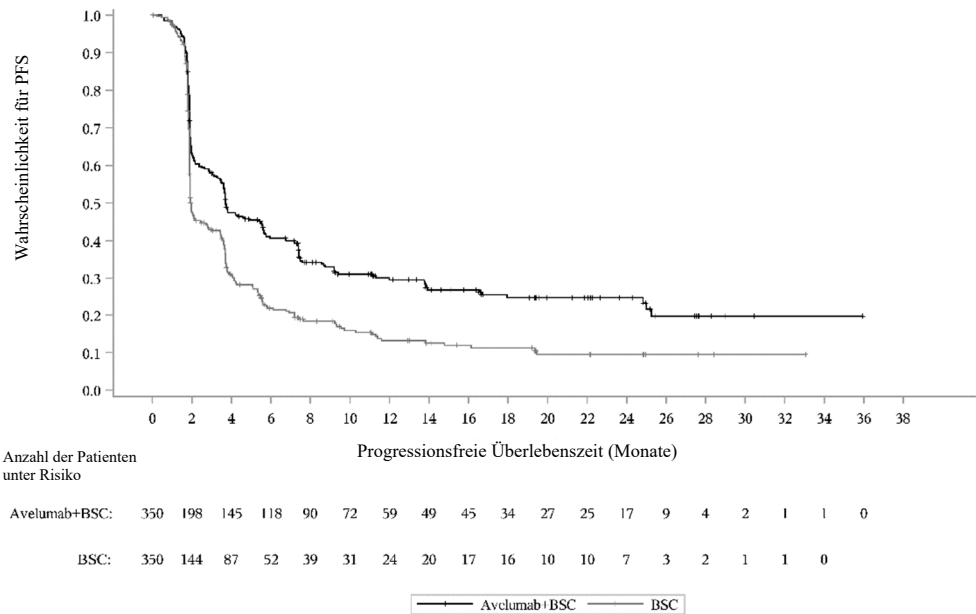 Wahrscheinlichkeit für PFS
1.0
0.9
0.8
0.7
0.6
0.5
0.4
0.3
0.2
0.1
0.0
0 2 4 6 8 10 12 14 16 18 20 22 24 26 28 30 32 34 36 38
Progressionsfreie Überlebenszeit (Monate)
Anzahl der Patienten
unter Risiko
Avelumab+BSC: 350 198 145 118 90 72 59 49 45 34 27 25 17 9 4 2 1 1 0
BSC: 350 144 87 52 39 31 24 20 17 16 10 10 7 3 2 1 1 0
Avelumab+BSC BSC